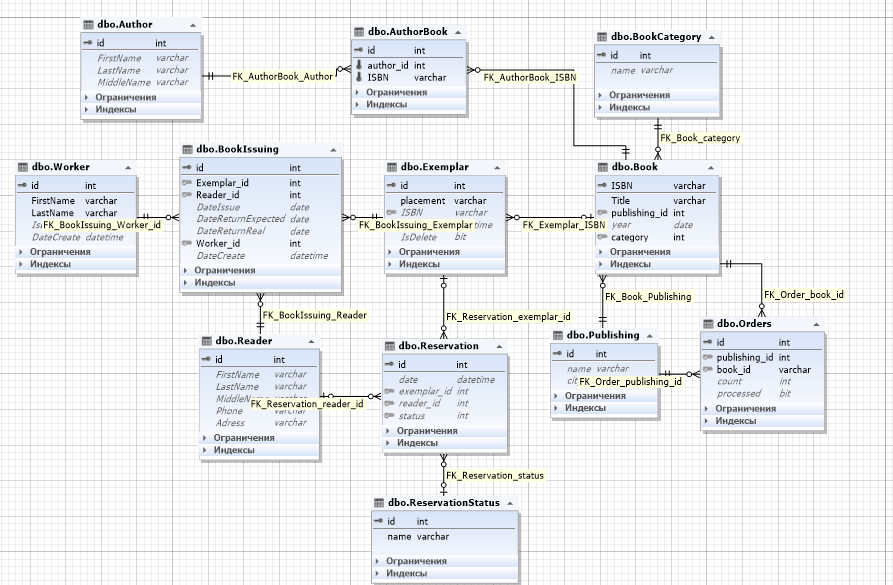 dbo.Author
id int
FirstName varchar
LastName varchar
MiddleName varchar
Ограничения
Индексы
FK_AuthorBook_Author
dbo.AuthorBook
id int
author_id int
ISBN varchar
Ограничения
Индексы
FK_AuthorBook_ISBN
dbo.BookCategory
id int
name varchar
Ограничения
Индексы
FK_Book_category
dbo.Worker
id int
FirstName varchar
LastName varchar
FK_BookIssuing_Worker_id
DateCreate datetime
Ограничения
Индексы
dbo.BookIssuing
id int
Exemplar_id int
Reader_id int
DateIssue date
DateReturnExpected date
DateReturnReal date
Worker_id int
DateCreate datetime
Ограничения
Индексы
FK_BookIssuing_Exemplar
dbo.Exemplar
id int
placement varchar
ISBN varchar
IsDelete bit
Ограничения
Индексы
FK_Exemplar_ISBN
dbo.Book
ISBN varchar
Title varchar
publishing_id int
year date
category int
Ограничения
Индексы
FK_BookIssuing_Reader
FK_Reservation_exemplar_id
FK_Book_Publishing
FK_Order_book_id
dbo.Reader
id int
FirstName varchar
LastName varchar
varchar
FK_Reservation_reader_id
Phone varchar
Adress varchar
Ограничения
Индексы
dbo.Reservation
id int
date datetime
exemplar_id int
reader_id int
status int
Ограничения
Индексы
dbo.Publishing
id int
name varchar
FK_Order_publishing_id
Ограничения
Индексы
dbo.Orders
id int
publishing_id int
book_id varchar
count int
processed bit
Ограничения
Индексы
FK_Reservation_status
dbo.ReservationStatus
id int
name varchar
Ограничения
Индексы